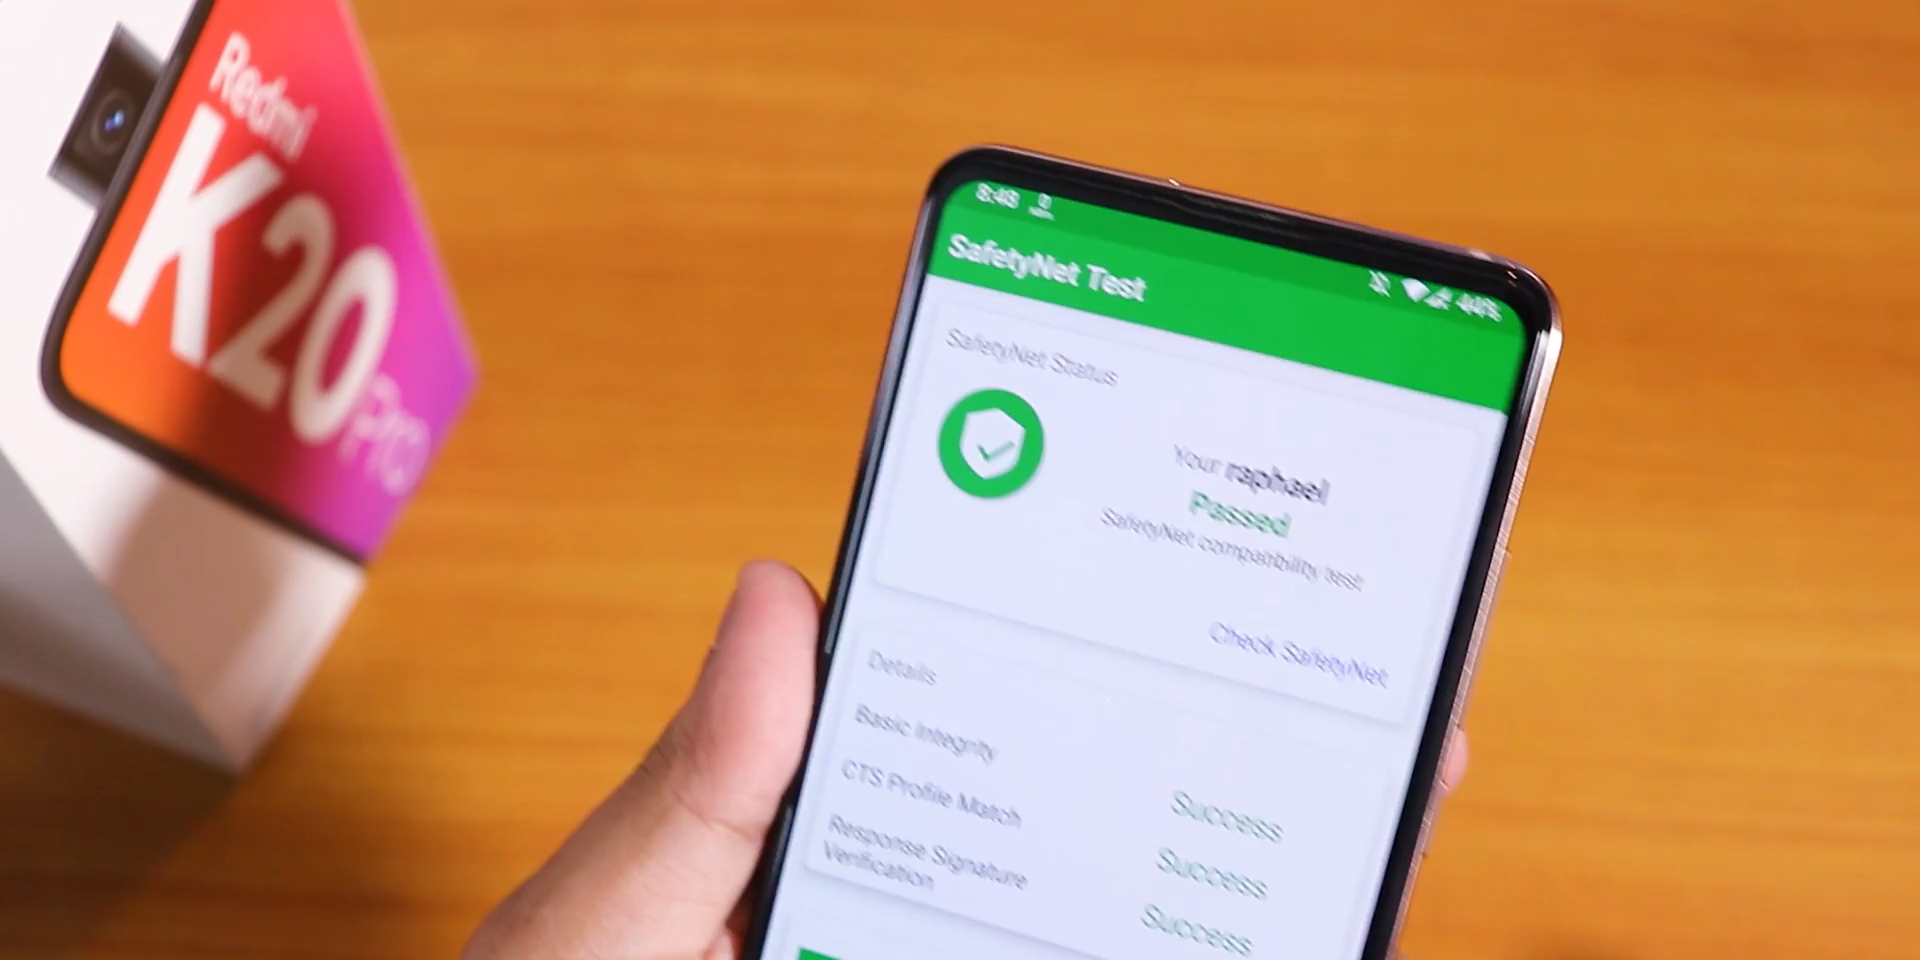 Redmi
K20
Pro
8:48
44%
SafetyNet Test
SafetyNet Status
Your raphael
Passed
SafetyNet compatibility test
Check SafetyNet
Details
Basic Integrity
Success
CTS Profile Match
Success
Response Signature
Verification
Success